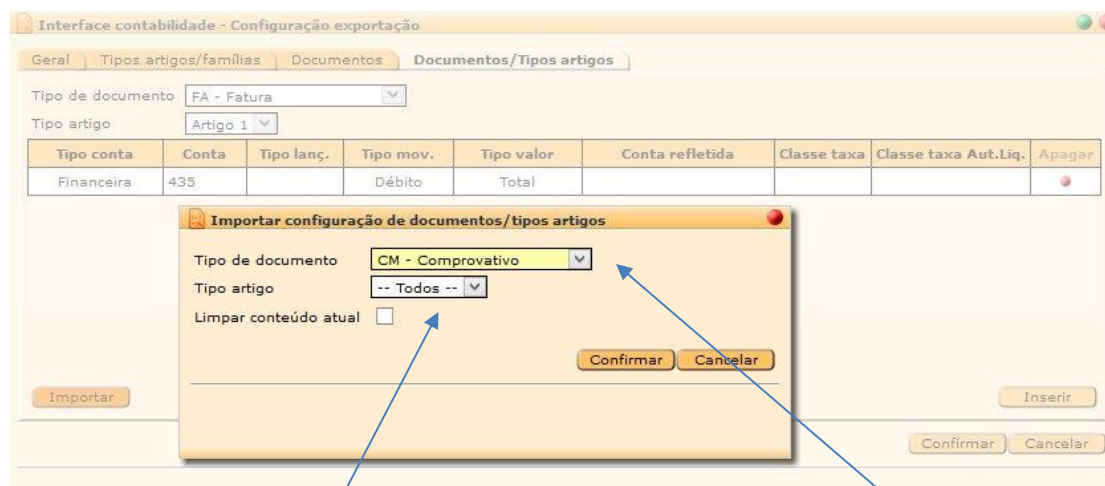 Interface contabilidade - Configuração exportação
Geral Tipos artigos/famílias Documentos Documentos/Tipos artigos
Tipo de documento FA - Fatura
Tipo artigo Artigo 1
Tipo conta Conta Tipo lanç. Tipo mov. Tipo valor Conta refletida Classe taxa Classe taxa Aut.Liq. Apagar
Financeira 435 Débito Total
Importar configuração de documentos/tipos artigos
Tipo de documento CM - Comprovativo
Tipo artigo -- Todos --
Limpar conteúdo atual
Confirmar Cancelar
Importar Inserir
Confirmar Cancelar